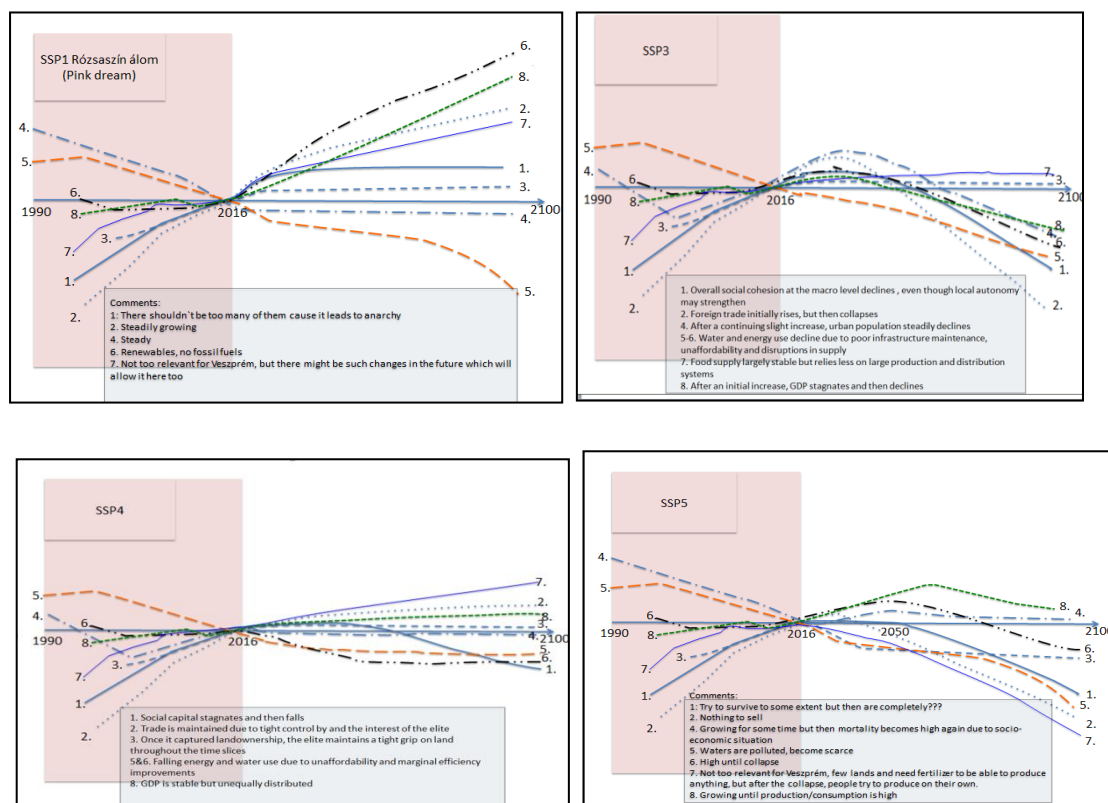 SSP1 Rózsaszín álom
(Pink dream)
6.
8.
2.
7.
1.
3.
4.
5.
4.
5.
6.
8.
7.
3.
1.
2.
1990
2016
2100
Comments:
1: There shouldn`t be too many of them cause it leads to anarchy
2: Steadily growing
4: Steady
6: Renewables, no fossil fuels
7. Not too relevant for Veszprém, but there might be such changes in the future which will
allow it here too
SSP3
5.
4.
6.
8.
7.
1.
2.
1990
2016
2100
3.
7.
3.
8.
4.
6.
5.
1.
2.
1. Overall social cohesion at the macro level declines , even though local autonomy
may strengthen
2. Foreign trade initially rises, but then collapses
4. After a continuing slight increase, urban population steadily declines
5-6. Water and energy use decline due to poor infrastructure maintenance,
unaffordability and disruptions in supply
7. Food supply largely stable but relies less on large production and distribution
systems
8. After an initial increase, GDP stagnates and then declines
SSP4
5.
4.
6.
8.
3.
7.
1.
2.
1990
2016
2100
7.
2.
8.
3.
4.
5.
6.
1.
1. Social capital stagnates and then falls
2. Trade is maintained due to tight control by and the interest of the elite
3. Once it captured landownership, the elite maintains a tight grip on land
throughout the time slices
5&6. Falling energy and water use due to unaffordability and marginal efficiency
improvements
8. GDP is stable but unequally distributed
SSP5
4.
5.
6.
8.
7.
3.
1.
2.
1990
2016
2050
2100
8.
4.
6.
3.
1.
5.
2.
7.
Comments:
1: Try to survive to some extent but then are completely???
2: Nothing to sell
4: Growing for some time but then mortality becomes high again due to socio-
economic situation
5: Waters are polluted, become scarce
6: High until collapse
7: Not too relevant for Veszprém, few lands and need fertilizer to be able to produce
anything, but after the collapse, people try to produce on their own.
8: Growing until production/consumption is high